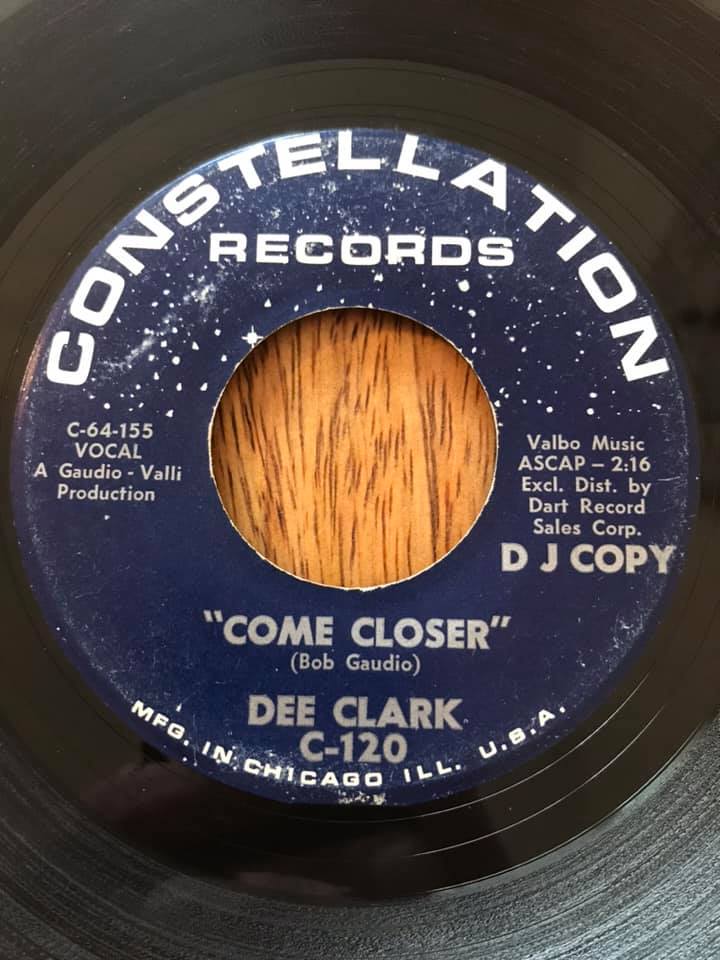 CONSTELLATION
RECORDS
C-64-155
VOCAL
A Gaudio - Valli
Production
Valbo Music
ASCAP – 2:16
Excl. Dist. by
Dart Record
Sales Corp.
D J COPY
"COME CLOSER"
(Bob Gaudio)
DEE CLARK
C-120
MFG. IN CHICAGO ILL. U.S.A.